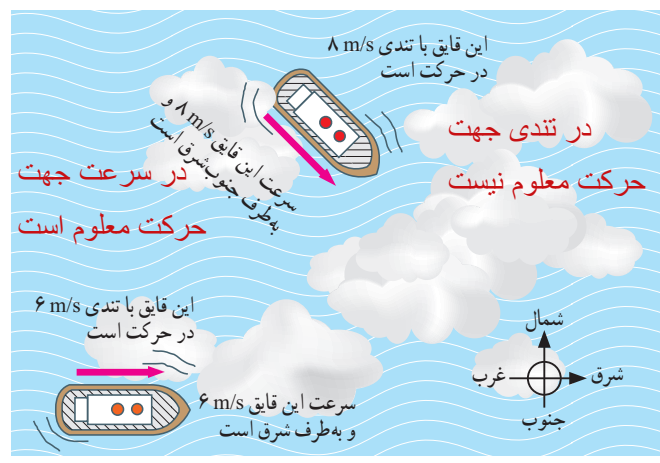 این قایق با تندی ۸ m/s
در حرکت است
سرعت این قایق ۸ m/s و
به‌طرف جنوب‌شرق است
در تندی جهت
حرکت معلوم نیست
در سرعت جهت
حرکت معلوم است
این قایق با تندی ۶ m/s
در حرکت است
سرعت این قایق ۶ m/s
و به‌طرف شرق است
شمال
شرق
غرب
جنوب